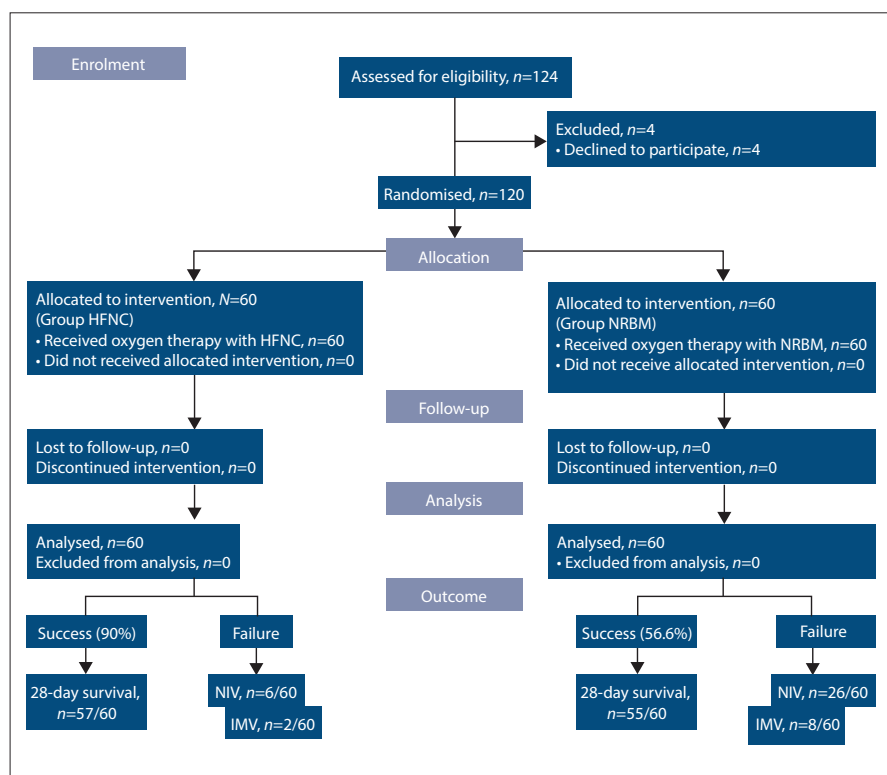 Enrolment
Assessed for eligibility, n=124
Excluded, n=4
• Declined to participate, n=4
Randomised, n=120
Allocation
Allocated to intervention, N=60
(Group HFNC)
• Received oxygen therapy with HFNC, n=60
• Did not received allocated intervention, n=0
Allocated to intervention, n=60
(Group NRBM)
• Received oxygen therapy with NRBM, n=60
• Did not receive allocated intervention, n=0
Follow-up
Lost to follow-up, n=0
Discontinued intervention, n=0
Lost to follow-up, n=0
Discontinued intervention, n=0
Analysis
Analysed, n=60
Excluded from analysis, n=0
Analysed, n=60
• Excluded from analysis, n=0
Outcome
Success (90%)
Failure
Success (56.6%)
Failure
28-day survival,
n=57/60
NIV, n=6/60
IMV, n=2/60
28-day survival,
n=55/60
NIV, n=26/60
IMV, n=8/60